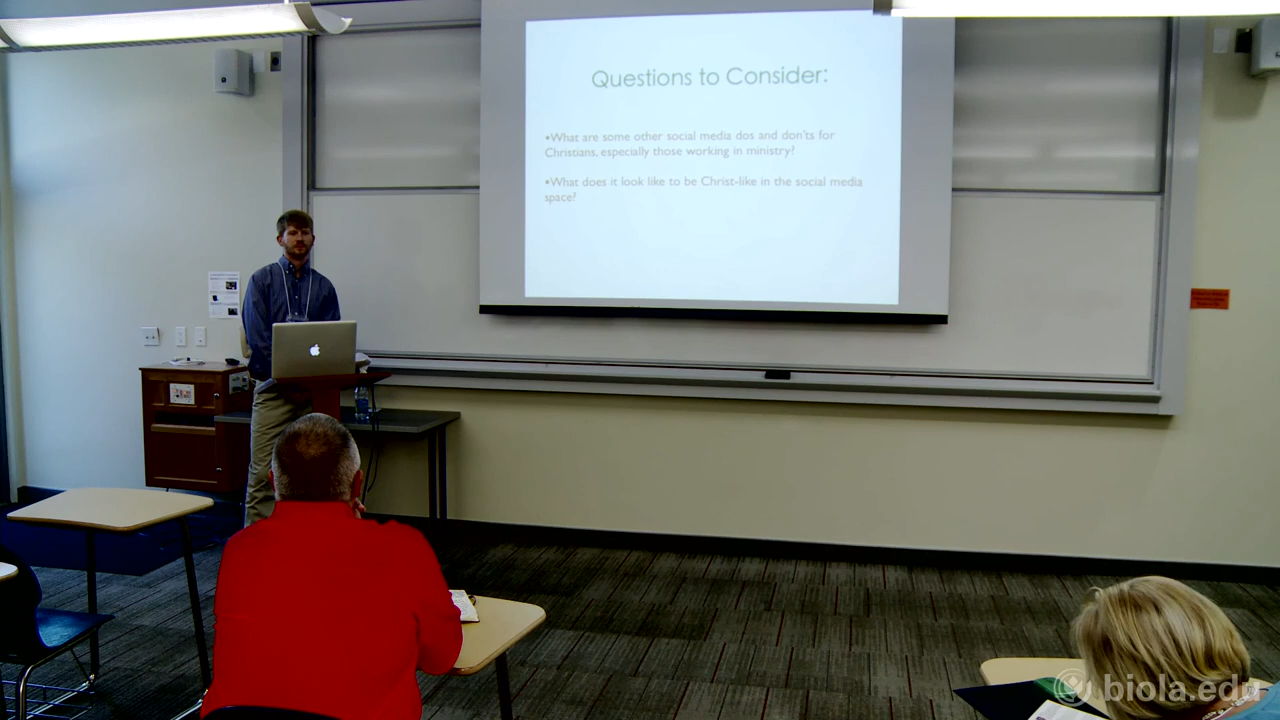 Questions to Consider:
•What are some other social media dos and don'ts for
Christians, especially those working in ministry?
•What does it look like to be Christ-like in the social media
space?
biola.edu